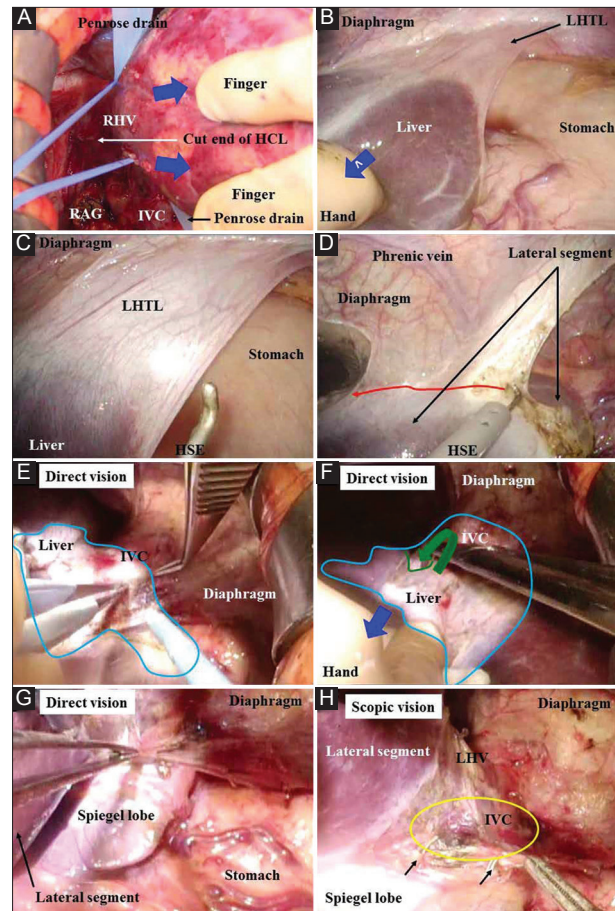 A
Penrose drain
Finger
RHV
Cut end of HCL
Finger
RAG
IVC
Penrose drain
B
Diaphragm
LHTL
Liver
Stomach
Hand
C
Diaphragm
LHTL
Stomach
Liver
HSE
D
Phrenic vein
Lateral segment
Diaphragm
HSE
E
Direct vision
Liver
IVC
Diaphragm
F
Direct vision
Diaphragm
IVC
Liver
Hand
G
Direct vision
Diaphragm
Spiegel lobe
Stomach
Lateral segment
H
Scopic vision
Diaphragm
Lateral segment
LHV
IVC
Spiegel lobe